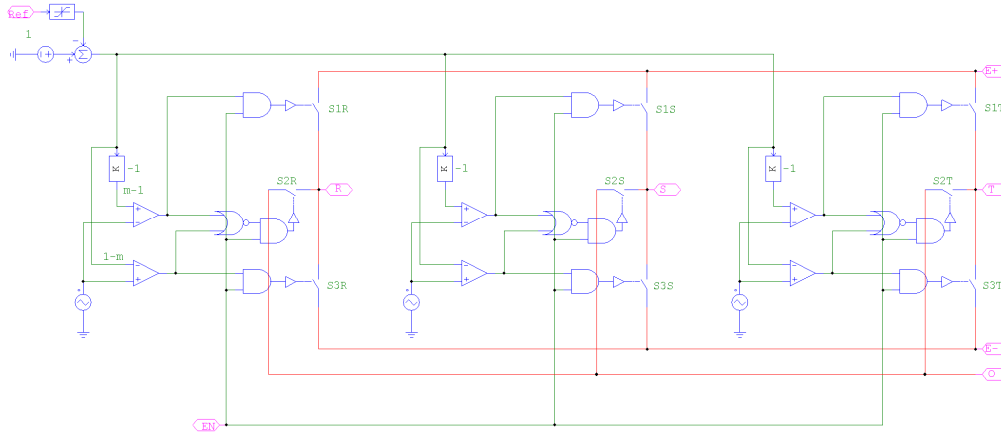 Ref
1
E+
S1R
S1S
S1T
K
-1
K
-1
K
-1
m-1
S2R
R
S2S
S
S2T
T
1-m
S3R
S3S
S3T
E-
O
EN